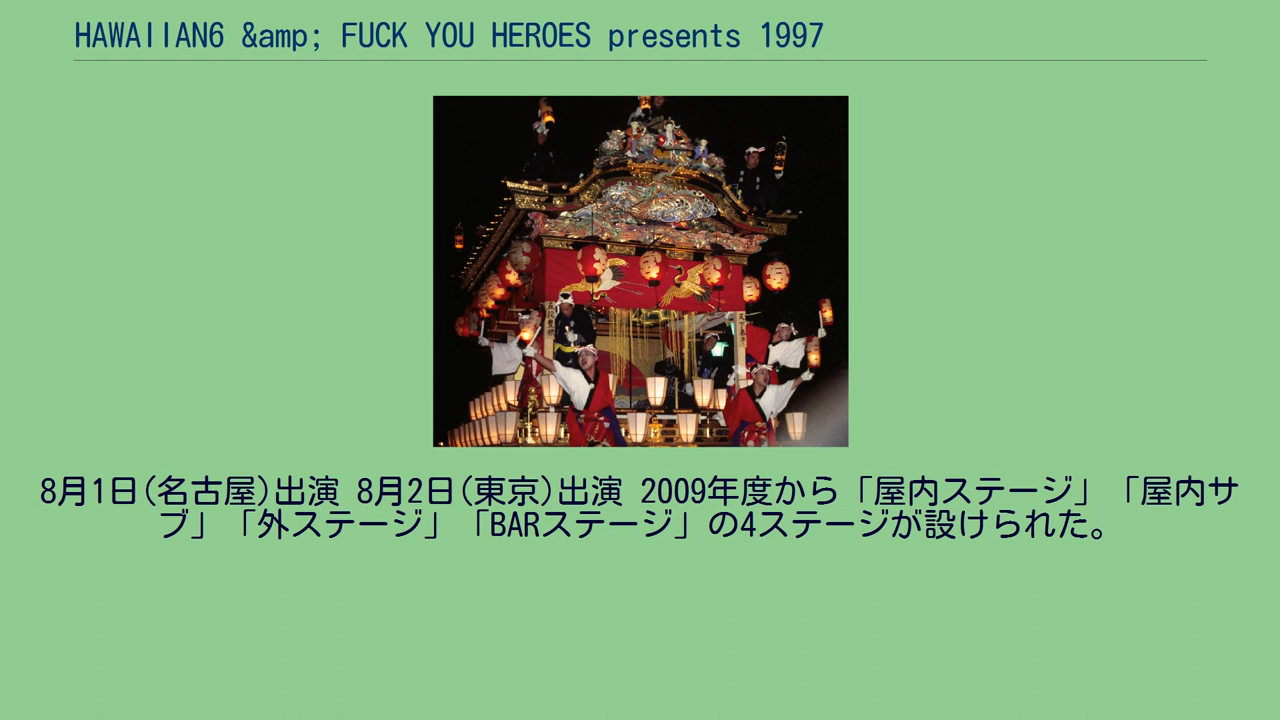 HAWAIIAN6 &amp; FUCK YOU HEROES presents 1997
8月1日(名古屋)出演 8月2日(東京)出演 2009年度から「屋内ステージ」「屋内サ
ブ」「外ステージ」「BARステージ」の4ステージが設けられた。